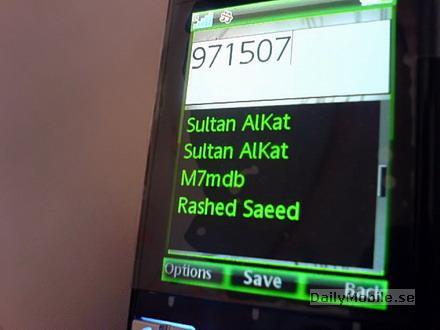 971507
Sultan AlKat
Sultan AlKat
M7mdb
Rashed Saeed
Options Save Back
DailyMobile.se